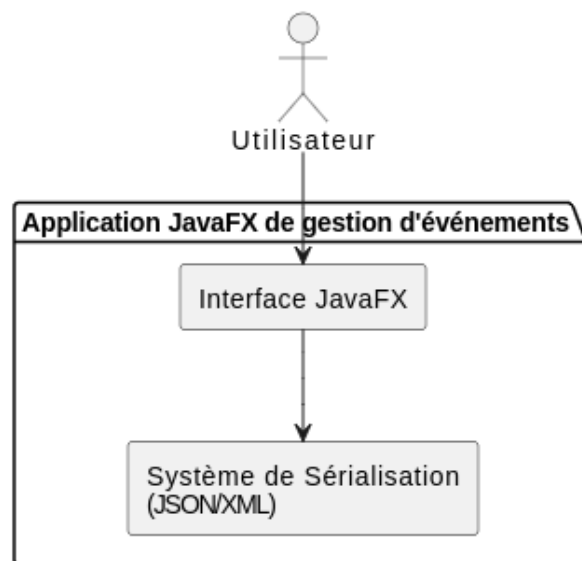 Utilisateur
Application JavaFX de gestion d'événements
Interface JavaFX
Système de Sérialisation
(JSON/XML)